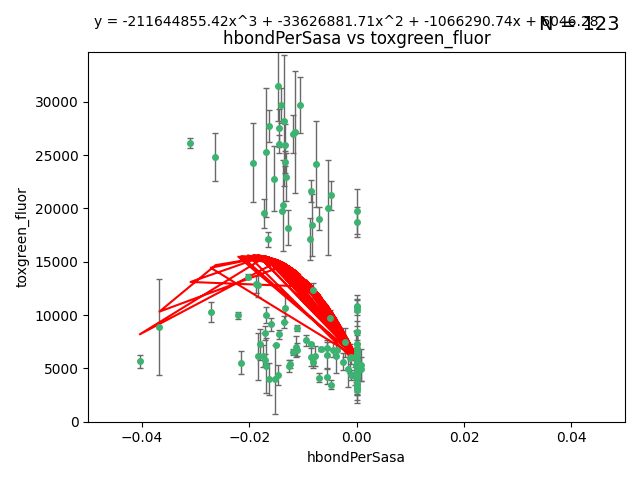 y = -211644855.42x^3 + -33626881.71x^2 + -1066290.74x + 6046.28
N = 123
hbondPerSasa vs toxgreen_fluor
toxgreen_fluor
30000
25000
20000
15000
10000
5000
0
−0.04
−0.02
0.00
0.02
0.04
hbondPerSasa